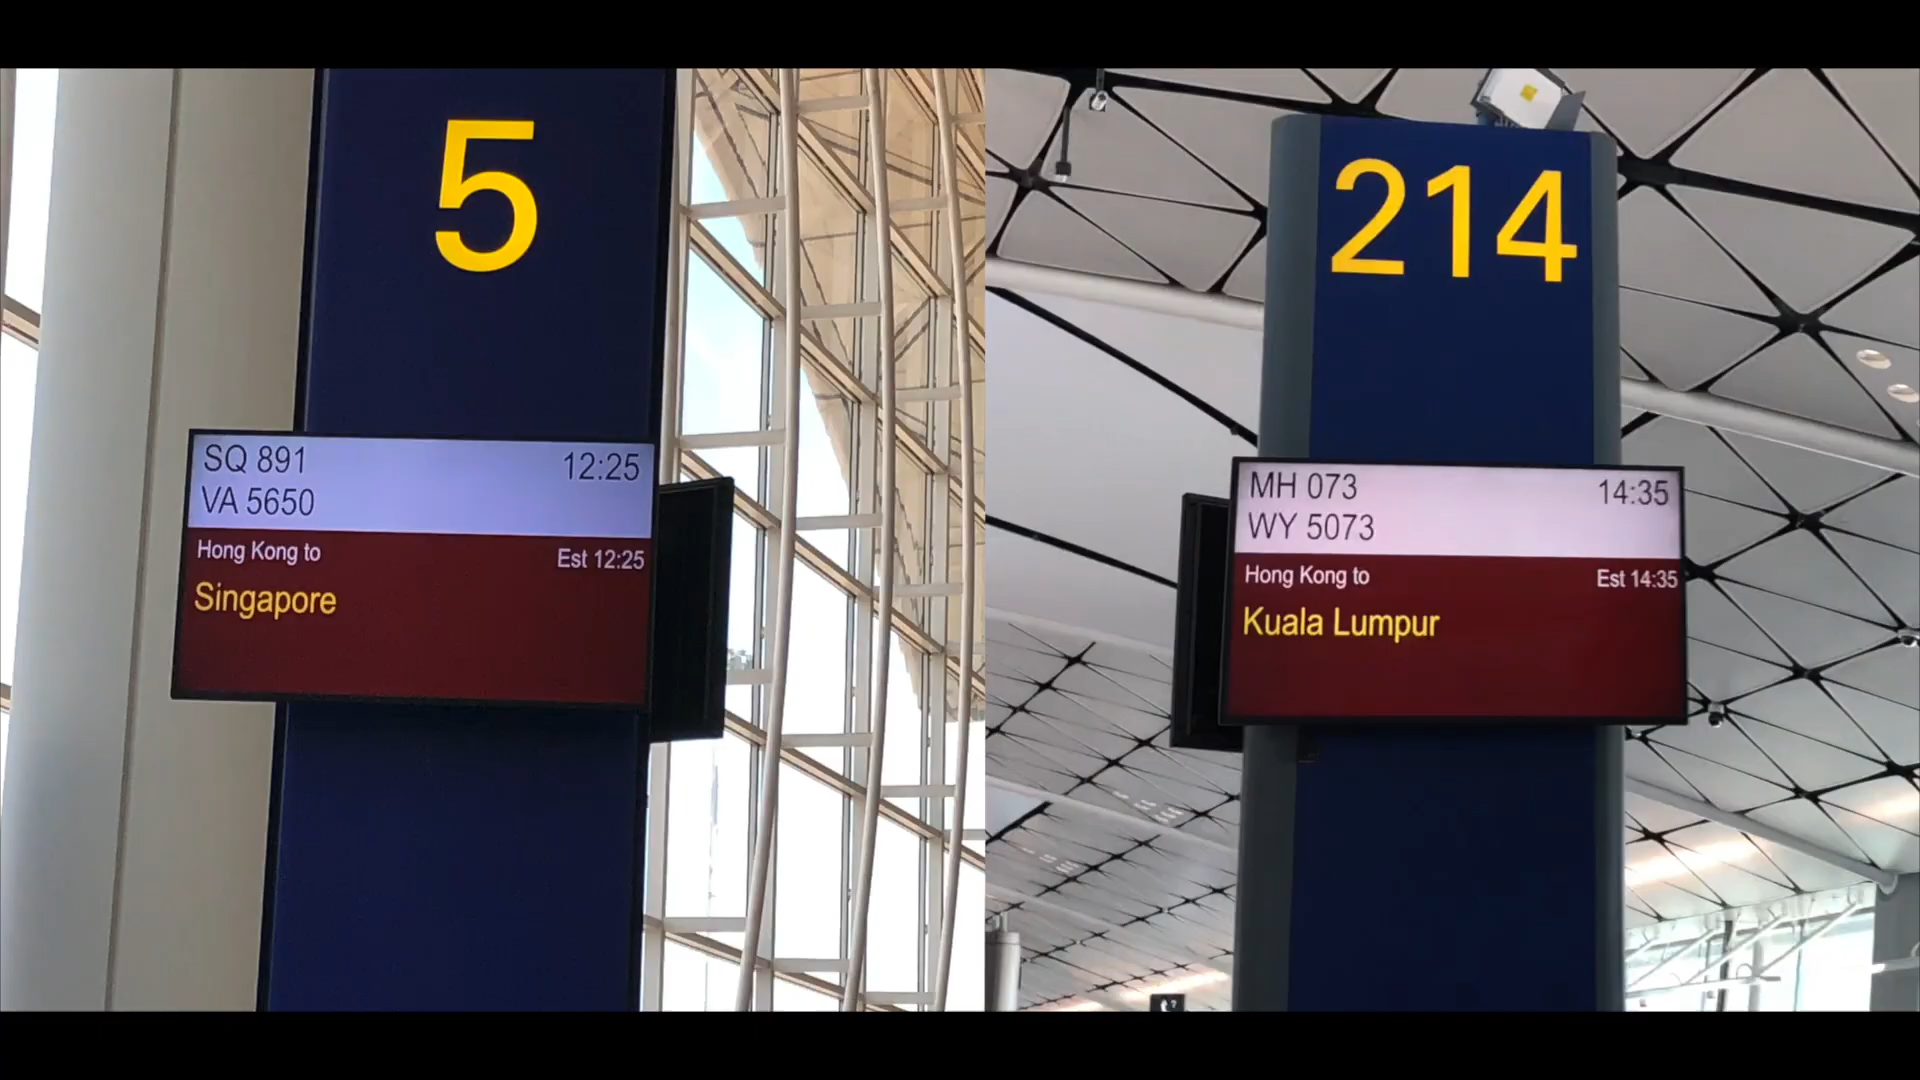 5
SQ 891 12:25
VA 5650
Hong Kong to Est 12:25
Singapore
214
MH 073 14:35
WY 5073
Hong Kong to Est 14:35
Kuala Lumpur